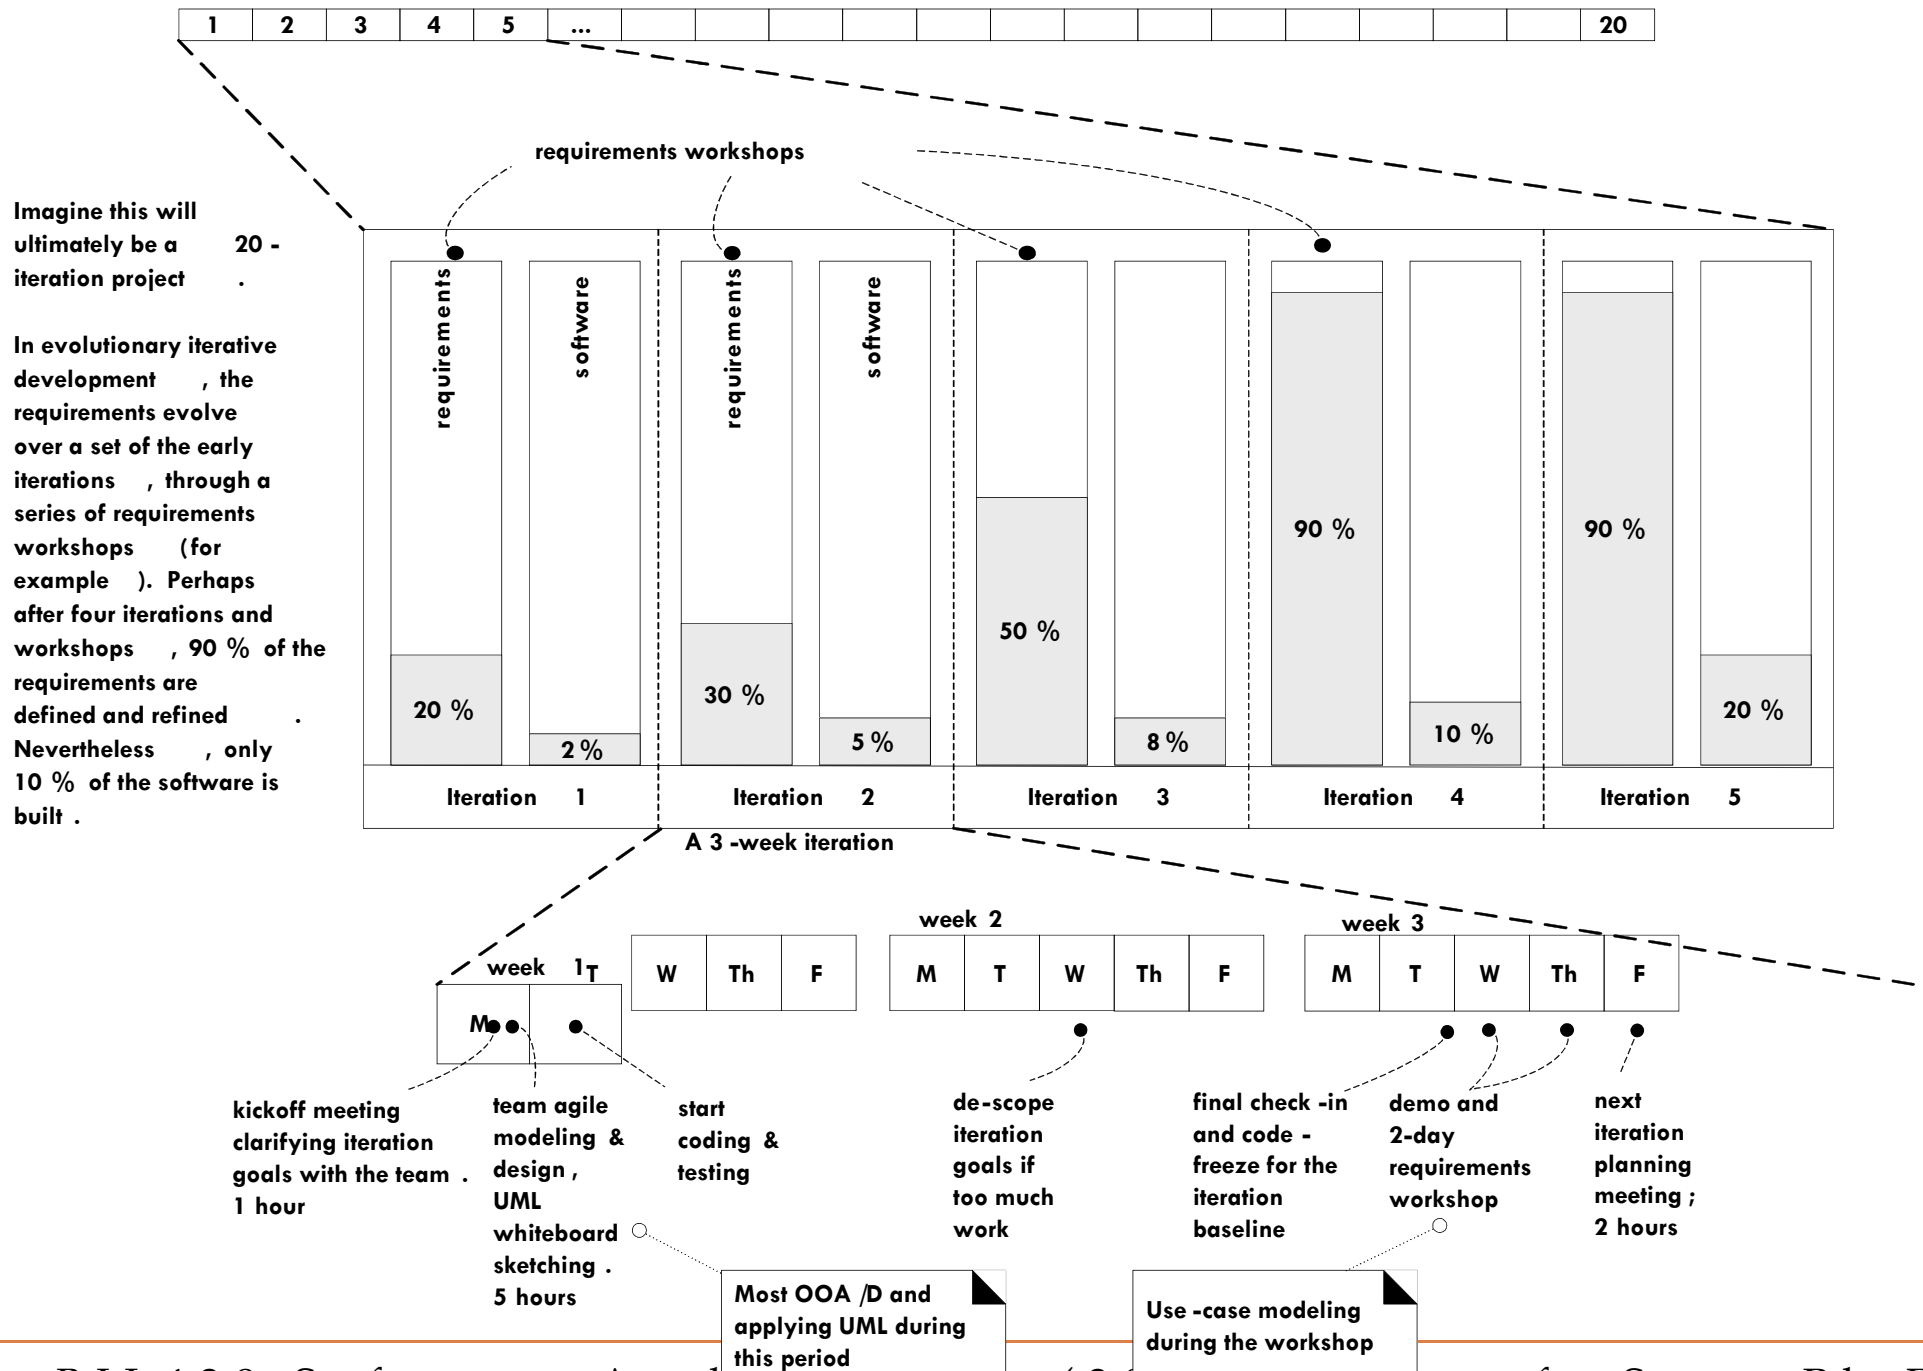 1 2 3 4 5 ... 20
requirements workshops
Imagine this will
ultimately be a 20 -
iteration project .
In evolutionary iterative
development , the
requirements evolve
over a set of the early
iterations , through a
series of requirements
workshops (for
example ). Perhaps
after four iterations and
workshops , 90 % of the
requirements are
defined and refined .
Nevertheless , only
10 % of the software is
built .
requirements
software
requirements
software
20 %
2 %
30 %
5 %
50 %
8 %
90 %
10 %
90 %
20 %
Iteration 1
Iteration 2
Iteration 3
Iteration 4
Iteration 5
A 3 -week iteration
week 1
M T W Th F
week 2
M T W Th F
week 3
M T W Th F
kickoff meeting
clarifying iteration
goals with the team .
1 hour
team agile
modeling &
design ,
UML
whiteboard
sketching .
5 hours
start
coding &
testing
de-scope
iteration
goals if
too much
work
final check -in
and code -
freeze for the
iteration
baseline
demo and
2-day
requirements
workshop
next
iteration
planning
meeting ;
2 hours
Most OOA /D and
applying UML during
this period
Use -case modeling
during the workshop